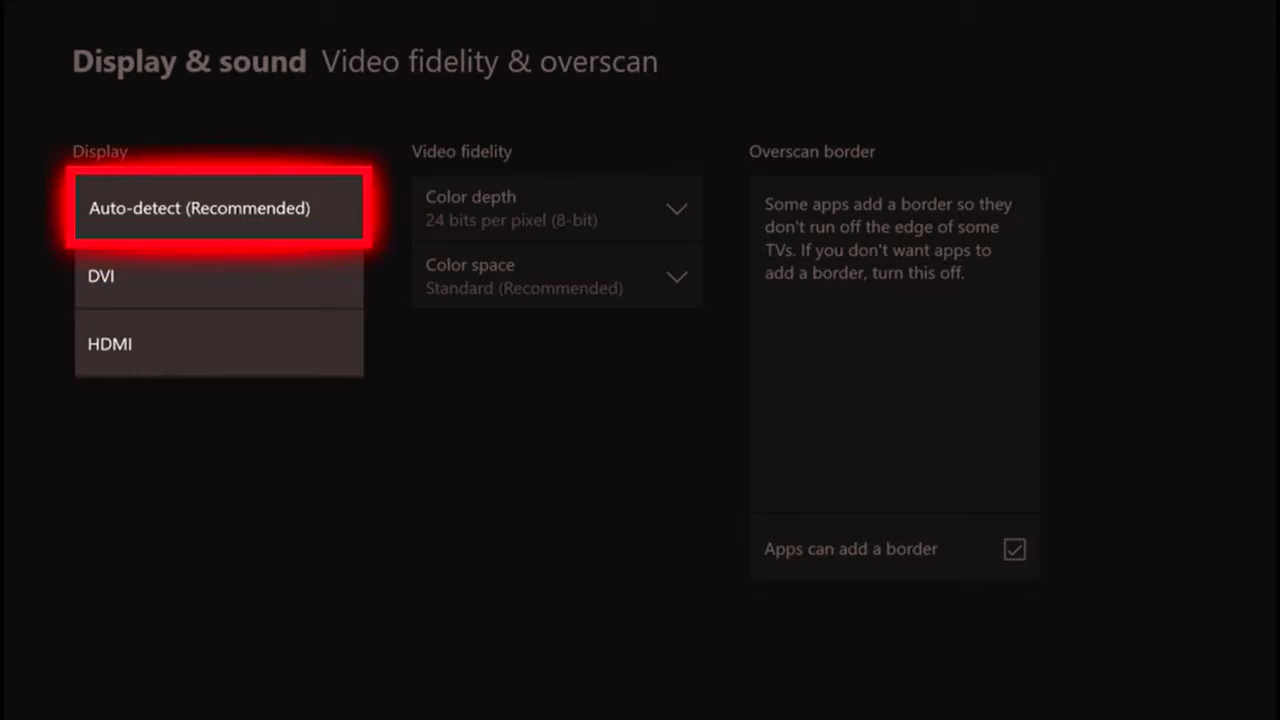 Display & sound Video fidelity & overscan
Display
Auto-detect (Recommended)
DVI
HDMI
Video fidelity
Color depth
24 bits per pixel (8-bit)
Color space
Standard (Recommended)
Overscan border
Some apps add a border so they
don't run off the edge of some
TVs. If you don't want apps to
add a border, turn this off.
Apps can add a border